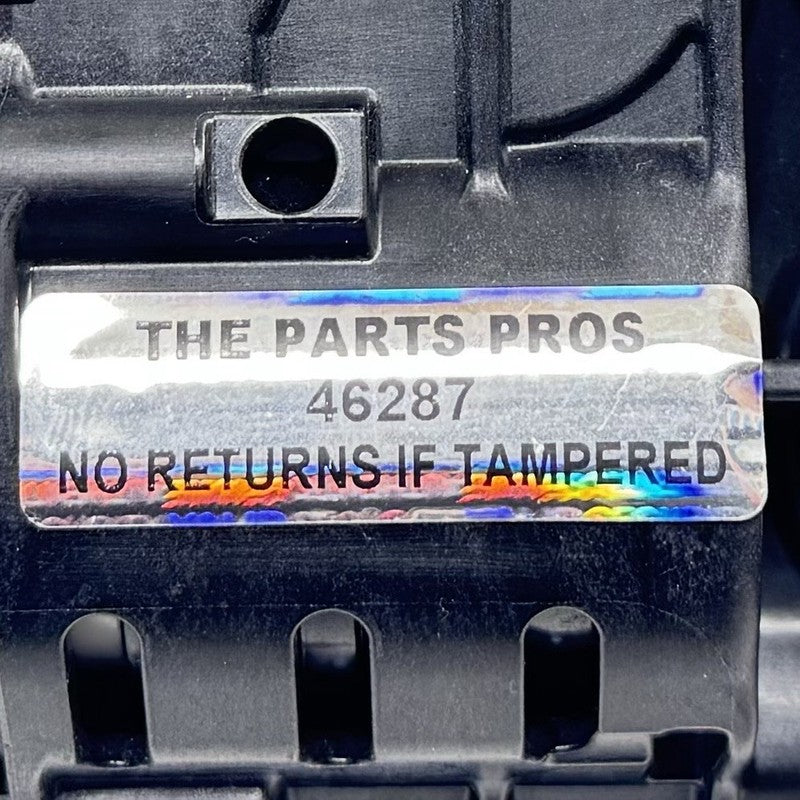 THE PARTS PROS
46287
NO RETURNS IF TAMPERED